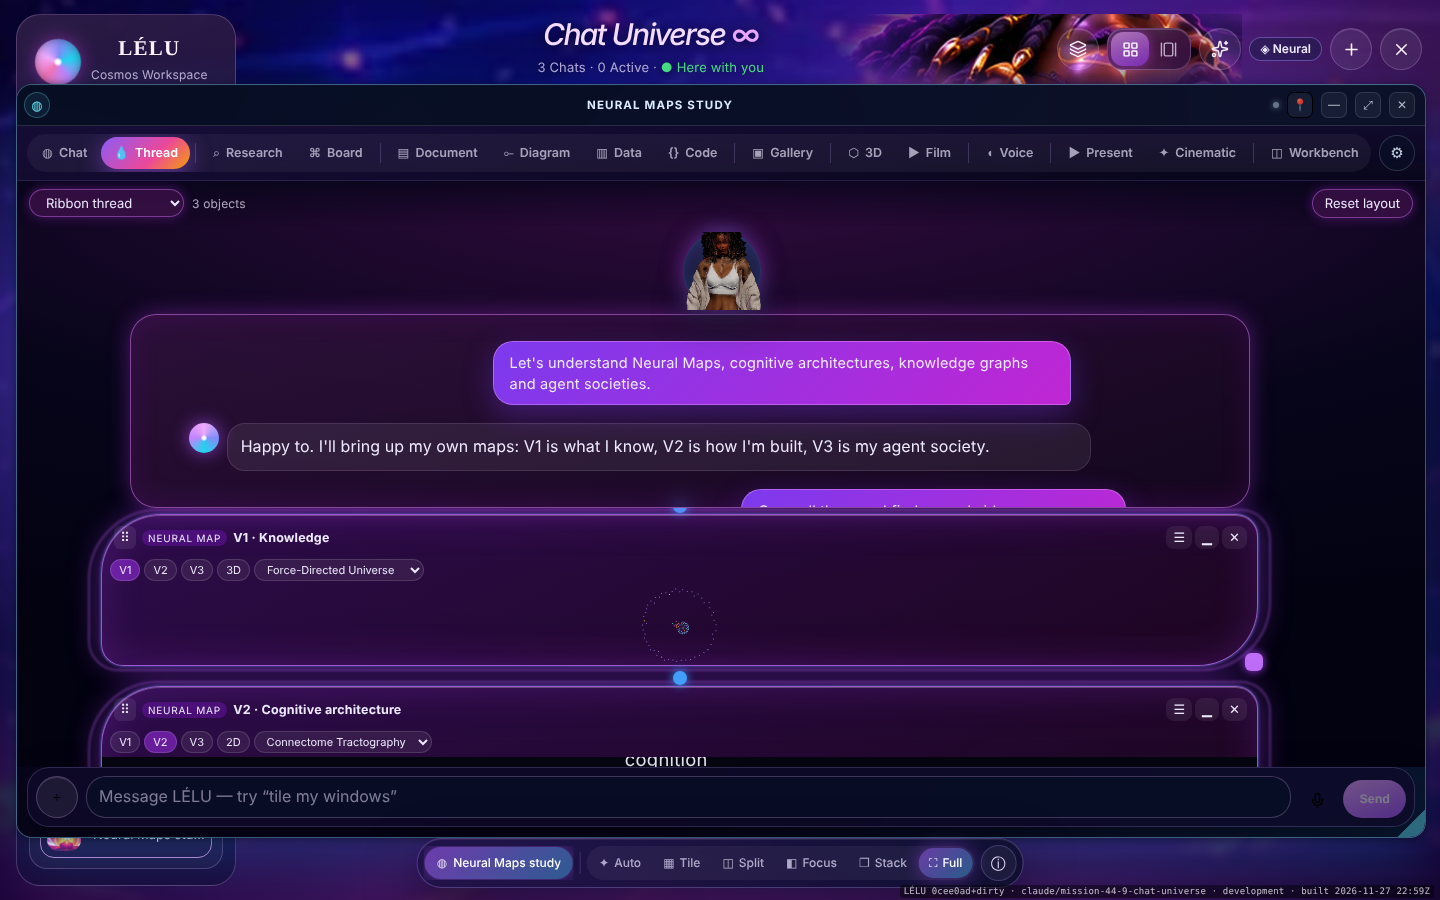 LÉLU
Cosmos Workspace
Chat Universe ∞
3 Chats · 0 Active · ● Here with you
◈ Neural
NEURAL MAPS STUDY
Chat
Thread
Research
Board
Document
Diagram
Data
{} Code
Gallery
3D
Film
Voice
Present
Cinematic
Workbench
Ribbon thread
3 objects
Reset layout
Let's understand Neural Maps, cognitive architectures, knowledge graphs
and agent societies.
Happy to. I'll bring up my own maps: V1 is what I know, V2 is how I'm built, V3 is my agent society.
NEURAL MAP V1 · Knowledge
V1 V2 V3 3D Force-Directed Universe
NEURAL MAP V2 · Cognitive architecture
V1 V2 V3 2D Connectome Tractography
cognition
Message LÉLU — try “tile my windows”
Send
Neural Maps study
Auto
Tile
Split
Focus
Stack
Full
LÉLU 0cee0ad+dirty · claude/mission-44-9-chat-universe · development · built 2026-11-27 22:59Z